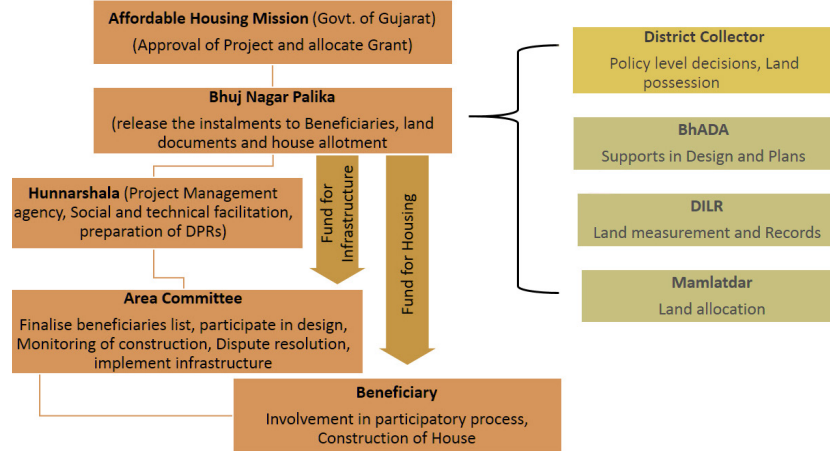 Affordable Housing Mission (Govt. of Gujarat)
(Approval of Project and allocate Grant)
Bhuj Nagar Palika
(release the instalments to Beneficiaries, land
documents and house allotment
Hunnarshala (Project Management
agency, Social and technical facilitation,
preparation of DPRs)
Fund for
Infrastructure
Fund for Housing
Area Committee
Finalise beneficiaries list, participate in design,
Monitoring of construction, Dispute resolution,
implement infrastructure
Beneficiary
Involvement in participatory process,
Construction of House
District Collector
Policy level decisions, Land
possession
BhADA
Supports in Design and Plans
DILR
Land measurement and Records
Mamlatdar
Land allocation